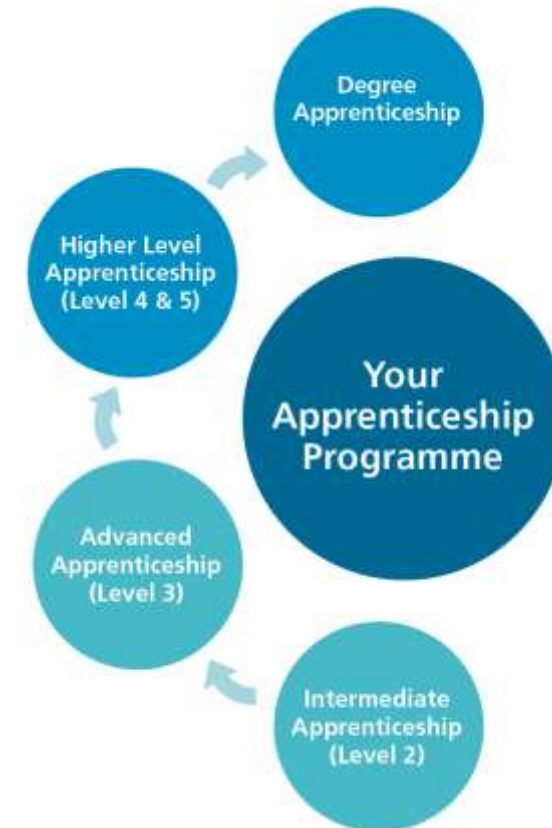 Degree
Apprenticeship
Higher Level
Apprenticeship
(Level 4 & 5)
Your
Apprenticeship
Programme
Advanced
Apprenticeship
(Level 3)
Intermediate
Apprenticeship
(Level 2)